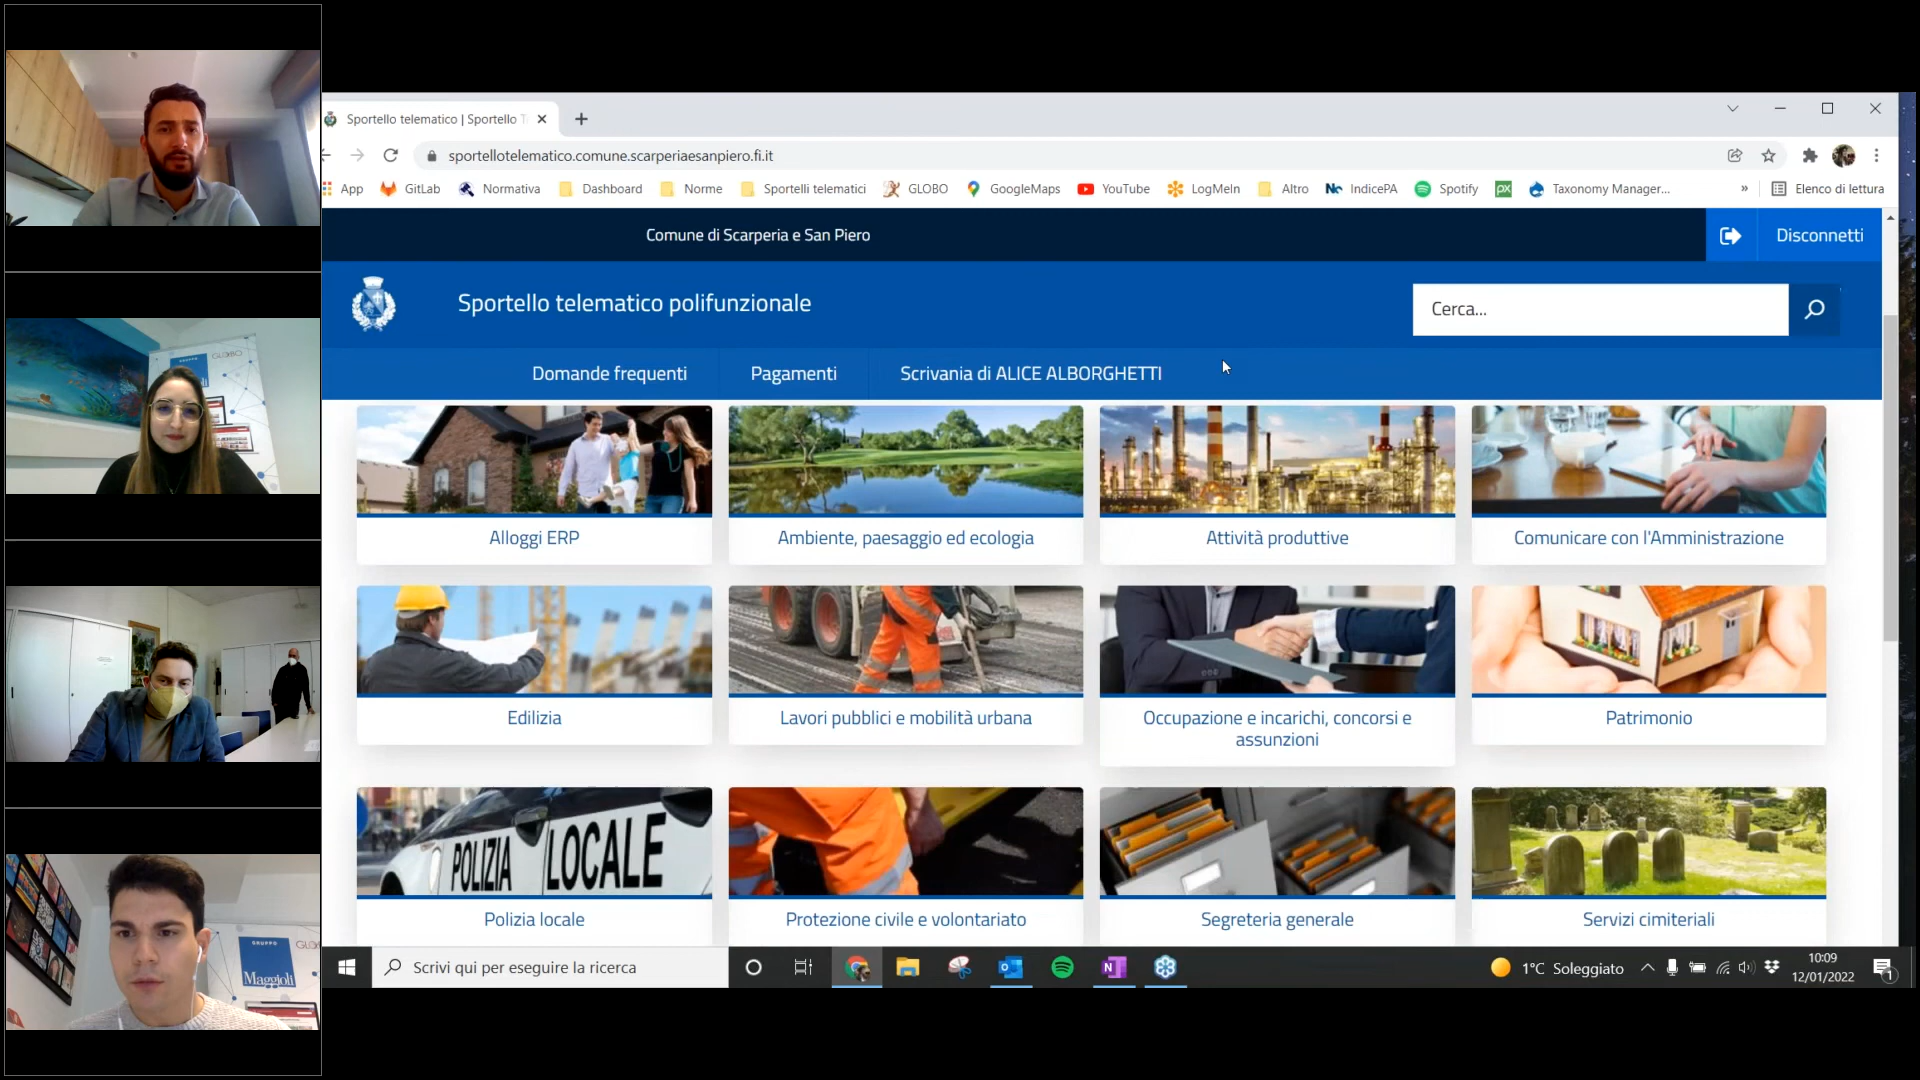 Sportello telematico | Sportello T
sportellotelematico.comune.scarperiaesanpiero.fi.it
App
GitLab
Normativa
Dashboard
Norme
Sportelli telematici
GLOBO
GoogleMaps
YouTube
LogMeIn
Altro
IndicePA
Spotify
px
Taxonomy Manager...
»
Elenco di lettura
Comune di Scarperia e San Piero
Disconnetti
Sportello telematico polifunzionale
Cerca...
Domande frequenti
Pagamenti
Scrivania di ALICE ALBORGHETTI
Alloggi ERP
Ambiente, paesaggio ed ecologia
Attività produttive
Comunicare con l'Amministrazione
Edilizia
Lavori pubblici e mobilità urbana
Occupazione e incarichi, concorsi e
assunzioni
Patrimonio
POLIZIA LOCALE
Polizia locale
Protezione civile e volontariato
Segreteria generale
Servizi cimiteriali
Scrivi qui per eseguire la ricerca
1°C Soleggiato
10:09
12/01/2022
1
GLOBO
GRUPPO
Maggioli